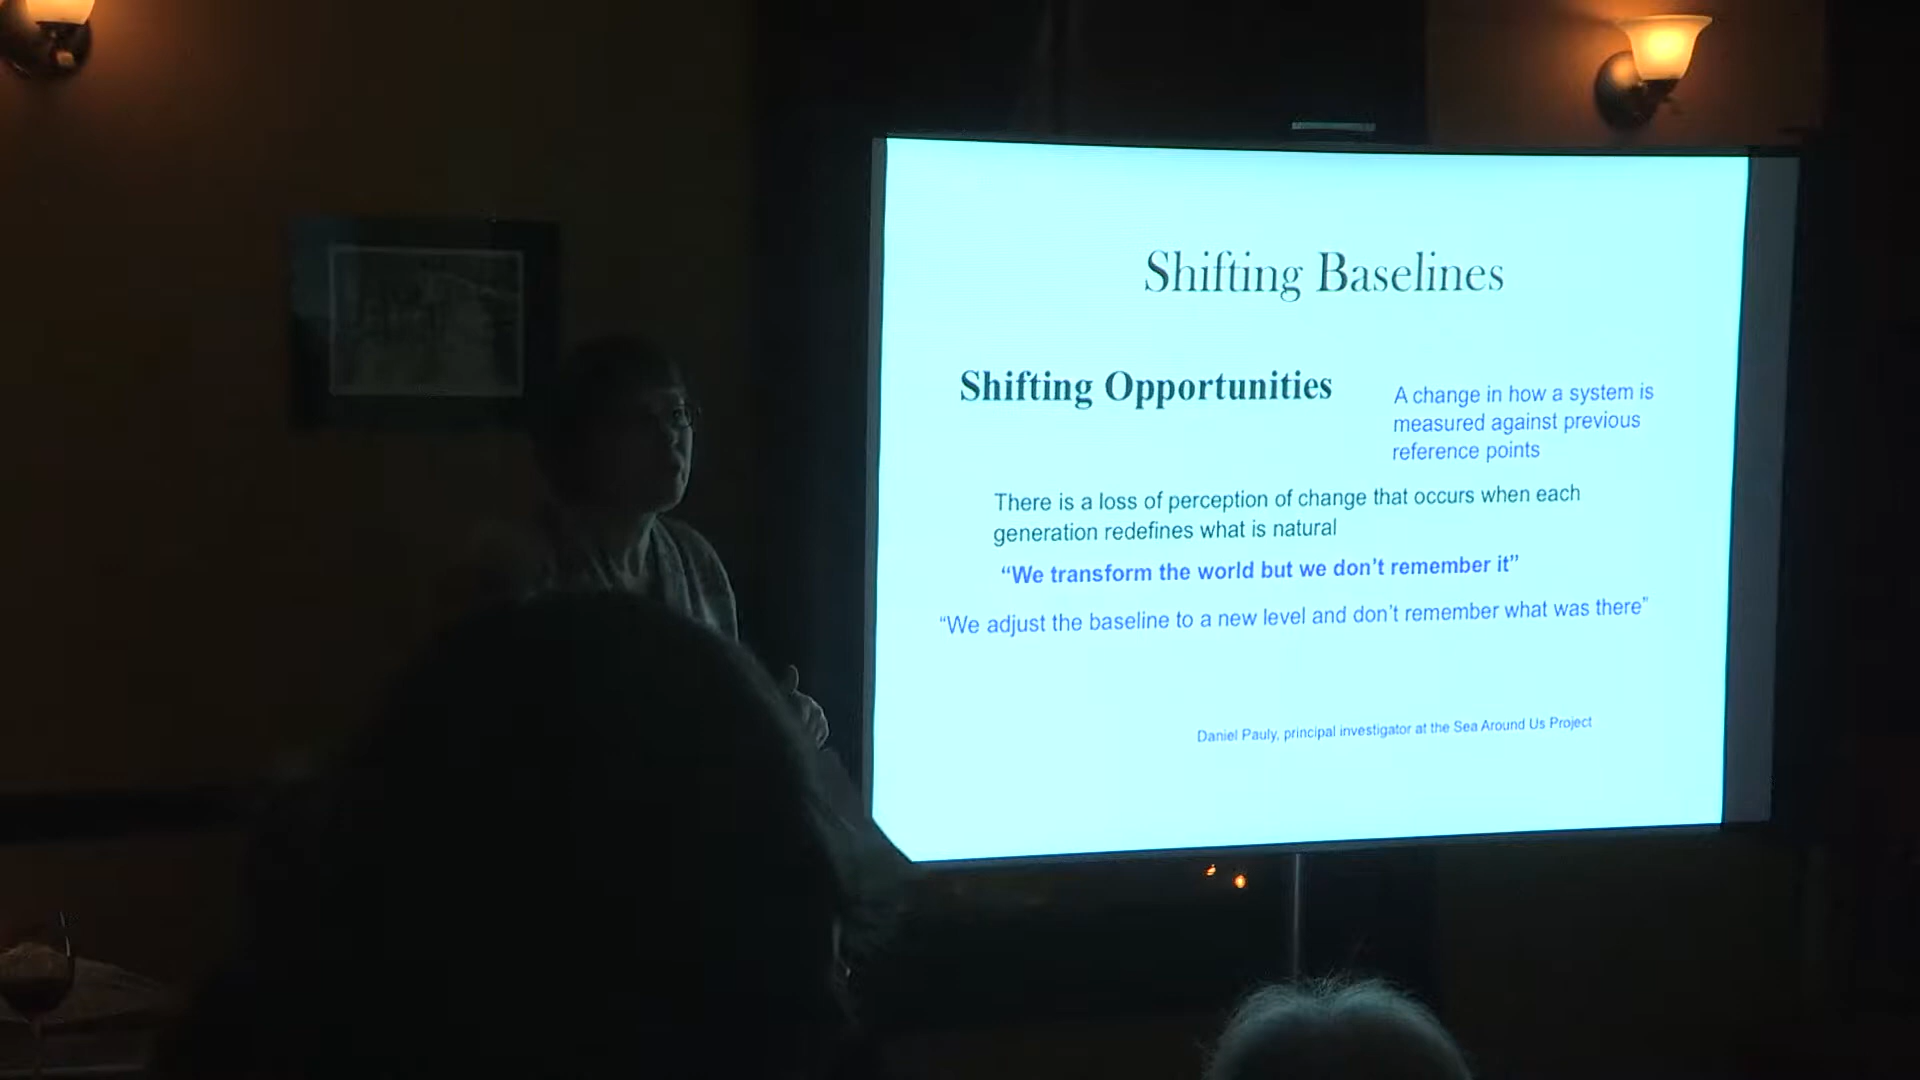 Shifting Baselines
Shifting Opportunities
A change in how a system is
measured against previous
reference points
There is a loss of perception of change that occurs when each
generation redefines what is natural
“We transform the world but we don’t remember it”
“We adjust the baseline to a new level and don’t remember what was there”
Daniel Pauly, principal investigator at the Sea Around Us Project